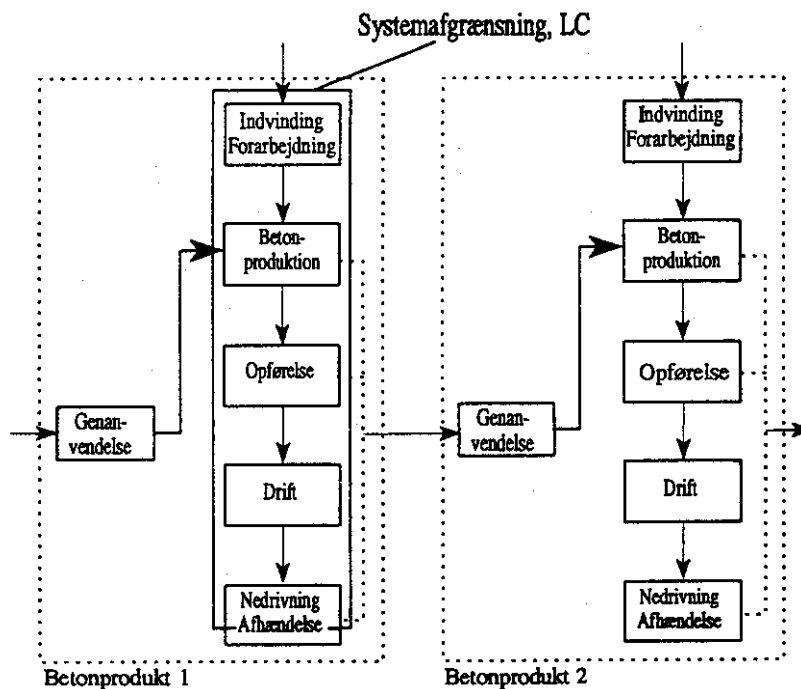 Systemafgrænsning, LC
Indvinding
Forarbejdning
Beton-
produktion
Opførelse
Genan-
vendelse
Drift
Nedrivning
Afhændelse
Betonprodukt 1
Indvinding
Forarbejdning
Beton-
produktion
Opførelse
Genan-
vendelse
Drift
Nedrivning
Afhændelse
Betonprodukt 2